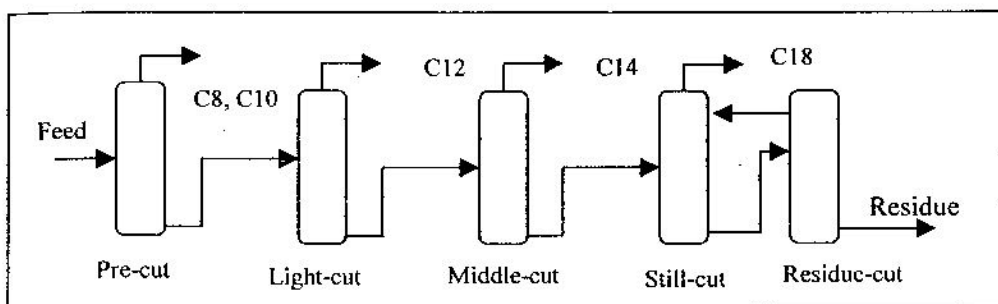 C18
C12
C14
C8, C10
Feed
Residue
Pre-cut
Light-cut
Middle-cut
Still-cut
Residuc-cut